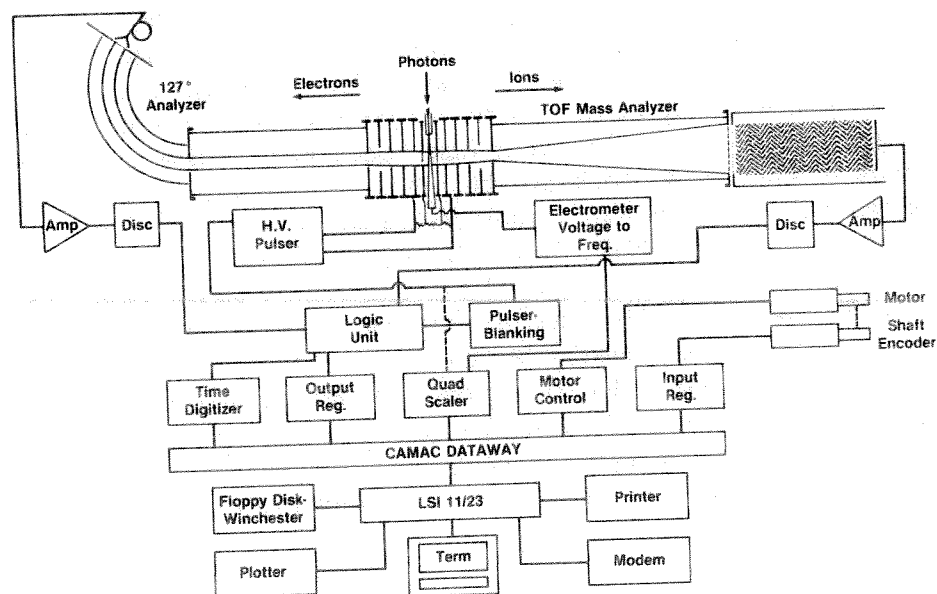 Photons
Electrons
Ions
127°
Analyzer
TOF Mass Analyzer
Amp
Disc
H.V.
Pulser
Electrometer
Voltage to
Freq.
Disc
Amp
Logic
Unit
Pulser-
Blanking
Motor
Shaft
Encoder
Time
Digitizer
Output
Reg.
Quad
Scaler
Motor
Control
Input
Reg.
CAMAC DATAWAY
Floppy Disk-
Winchester
LSI 11/23
Printer
Plotter
Term
Modem